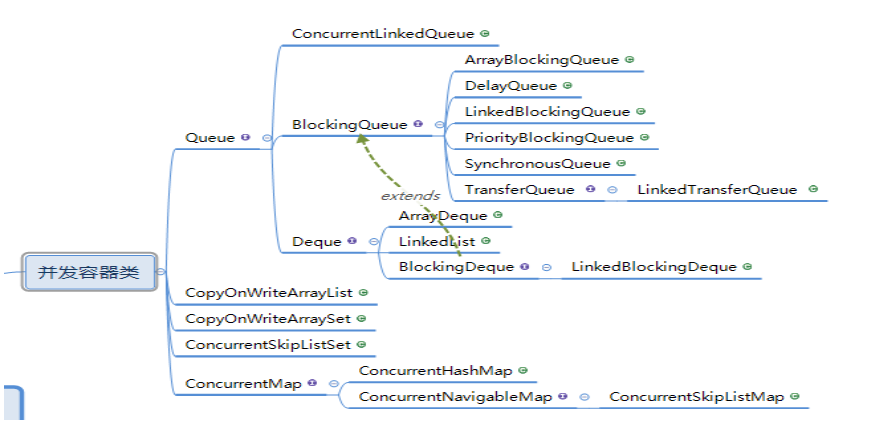 ConcurrentLinkedQueue
ArrayBlockingQueue
DelayQueue
LinkedBlockingQueue
BlockingQueue
Queue
PriorityBlockingQueue
SynchronousQueue
TransferQueue
LinkedTransferQueue
extends
ArrayDeque
Deque
LinkedList
BlockingDeque
LinkedBlockingDeque
并发容器类
CopyOnWriteArrayList
CopyOnWriteArraySet
ConcurrentSkipListSet
ConcurrentMap
ConcurrentHashMap
ConcurrentNavigableMap
ConcurrentSkipListMap